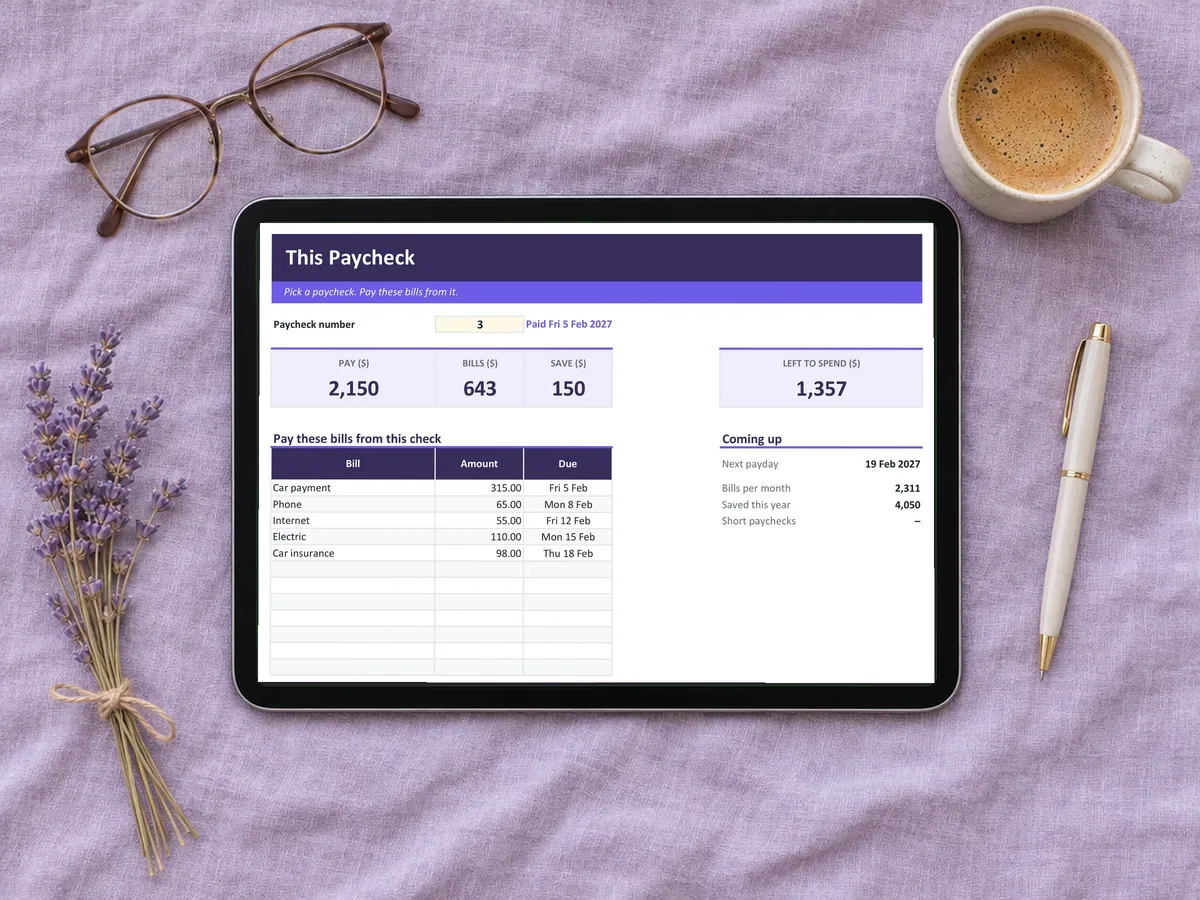 This Paycheck
Pick a paycheck. Pay these bills from it.
Paycheck number 3 Paid Fri 5 Feb 2027
PAY ($) BILLS ($) SAVE ($) LEFT TO SPEND ($)
2,150 643 150 1,357
Pay these bills from this check
Bill Amount Due
Car payment 315.00 Fri 5 Feb
Phone 65.00 Mon 8 Feb
Internet 55.00 Fri 12 Feb
Electric 110.00 Mon 15 Feb
Car insurance 98.00 Thu 18 Feb
Coming up
Next payday 19 Feb 2027
Bills per month 2,311
Saved this year 4,050
Short paychecks –